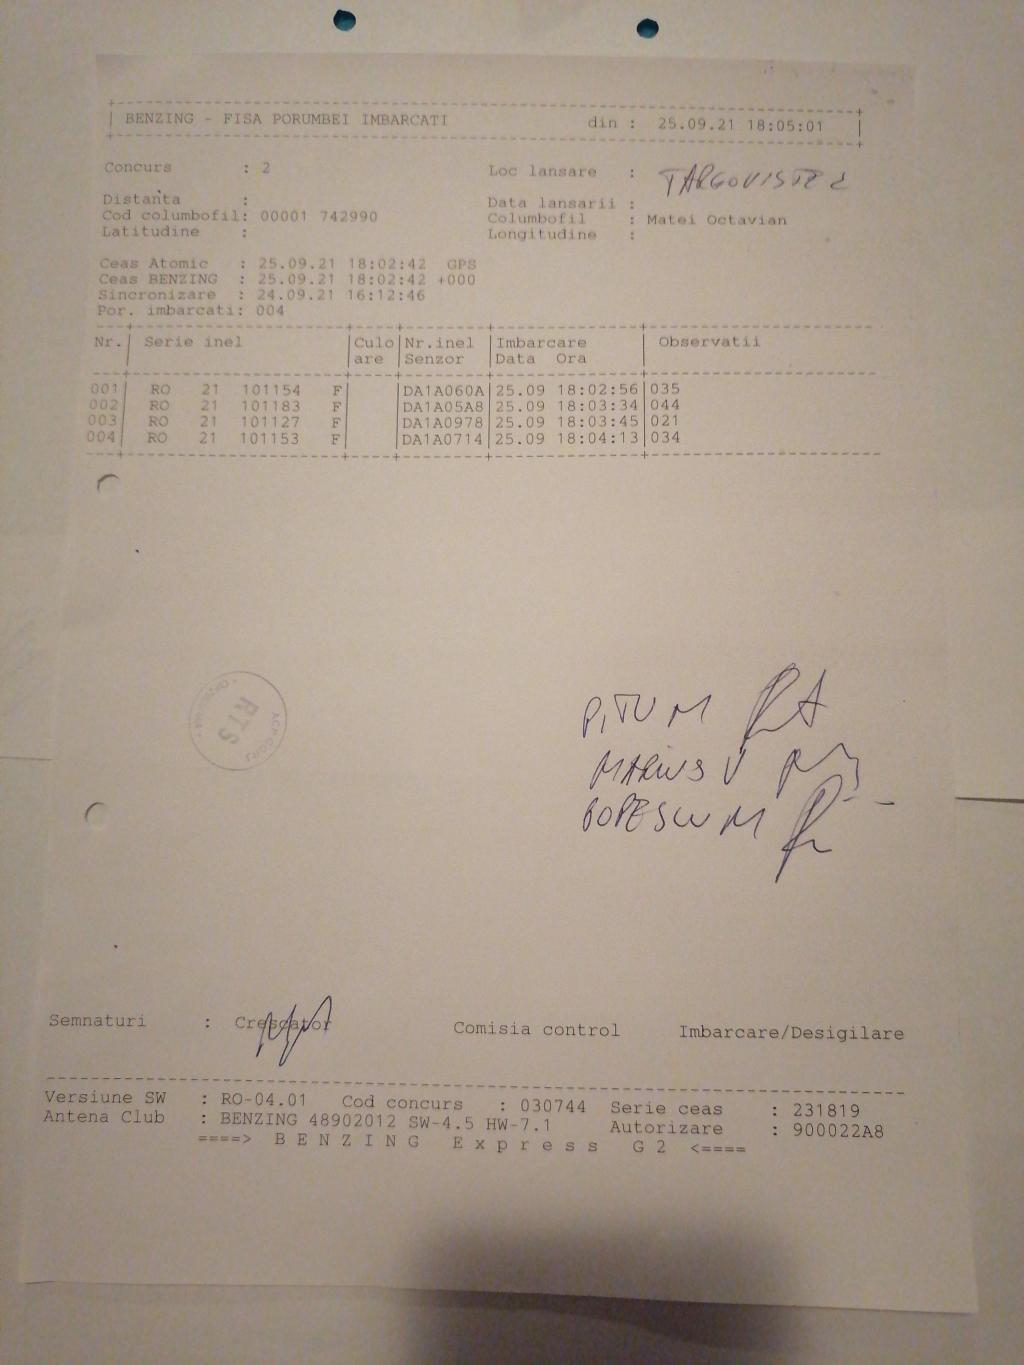 BENZING - FISA PORUMBEI IMBARCATI din : 25.09.21 18:05:01
Concurs : 2 Loc lansare : TARGOVISTE 2
Distanta : Data lansarii :
Cod columbofil: 00001 742990 Columbofil : Matei Octavian
Latitudine : Longitudine :
Ceas Atomic : 25.09.21 18:02:42 GPS
Ceas BENZING : 25.09.21 18:02:42 +000
Sincronizare : 24.09.21 16:12:46
Por. imbarcati: 004
Nr. Serie inel Culo Nr.inel Imbarcare Observatii
are Senzor Data Ora
001 RO 21 101154 F DA1A060A 25.09 18:02:56 035
002 RO 21 101183 F DA1A05A8 25.09 18:03:34 044
003 RO 21 101127 F DA1A0978 25.09 18:03:45 021
004 RO 21 101153 F DA1A0714 25.09 18:04:13 034
RTS
PITU M
MARIUS V
POPESCU M
Semnaturi : Crescator Comisia control Imbarcare/Desigilare
Versiune SW : RO-04.01 Cod concurs : 030744 Serie ceas : 231819
Antena Club : BENZING 48902012 SW-4.5 HW-7.1 Autorizare : 900022A8
====> B E N Z I N G E x p r e s s G 2 <====